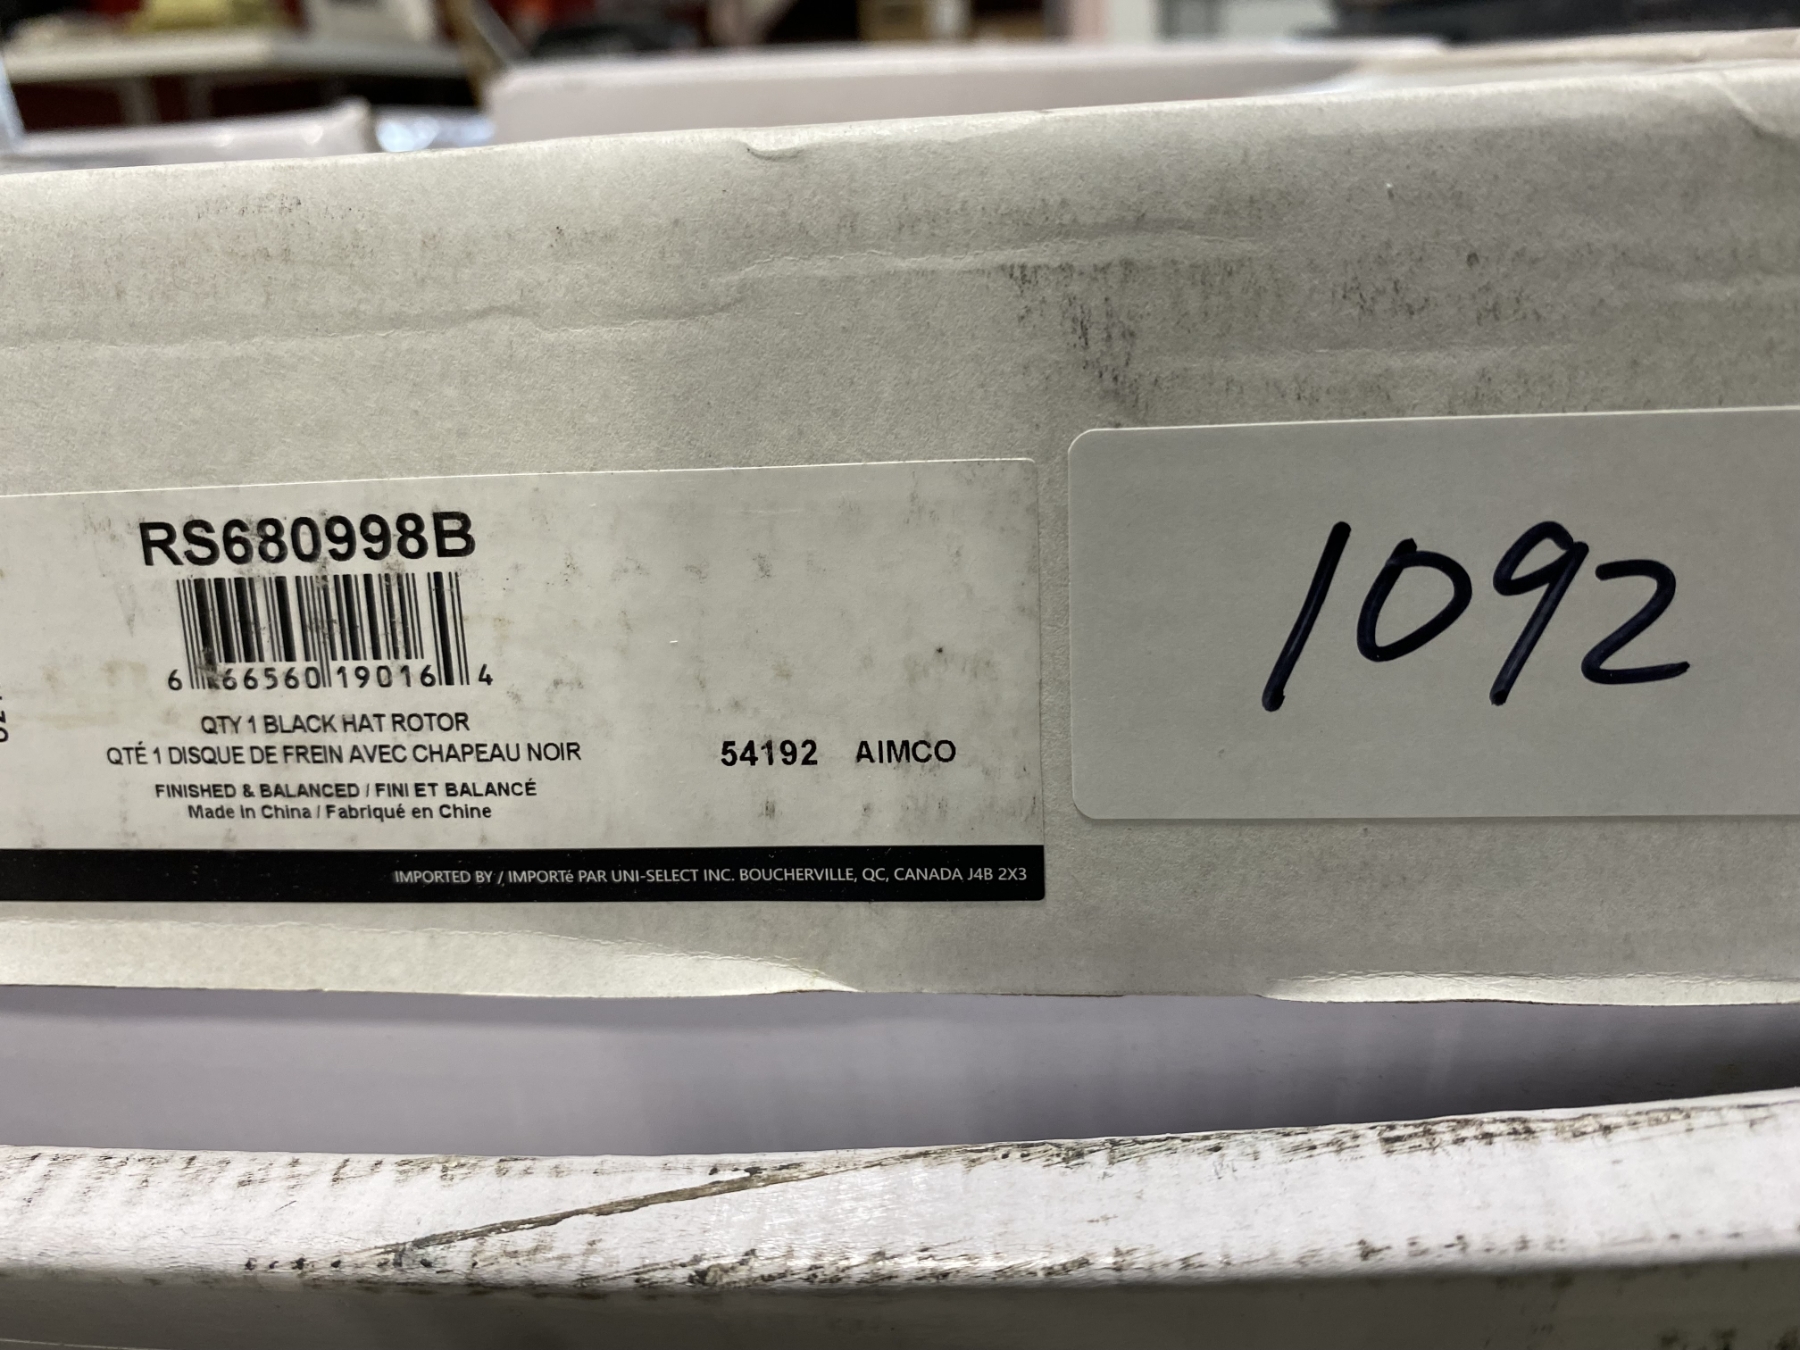 RS680998B
6 66560 19016 4
QTY 1 BLACK HAT ROTOR
QTÉ 1 DISQUE DE FREIN AVEC CHAPEAU NOIR
54192 AIMCO
FINISHED & BALANCED / FINI ET BALANCÉ
Made in China / Fabriqué en Chine
IMPORTED BY / IMPORTé PAR UNI-SELECT INC. BOUCHERVILLE, QC, CANADA J4B 2X3
1092